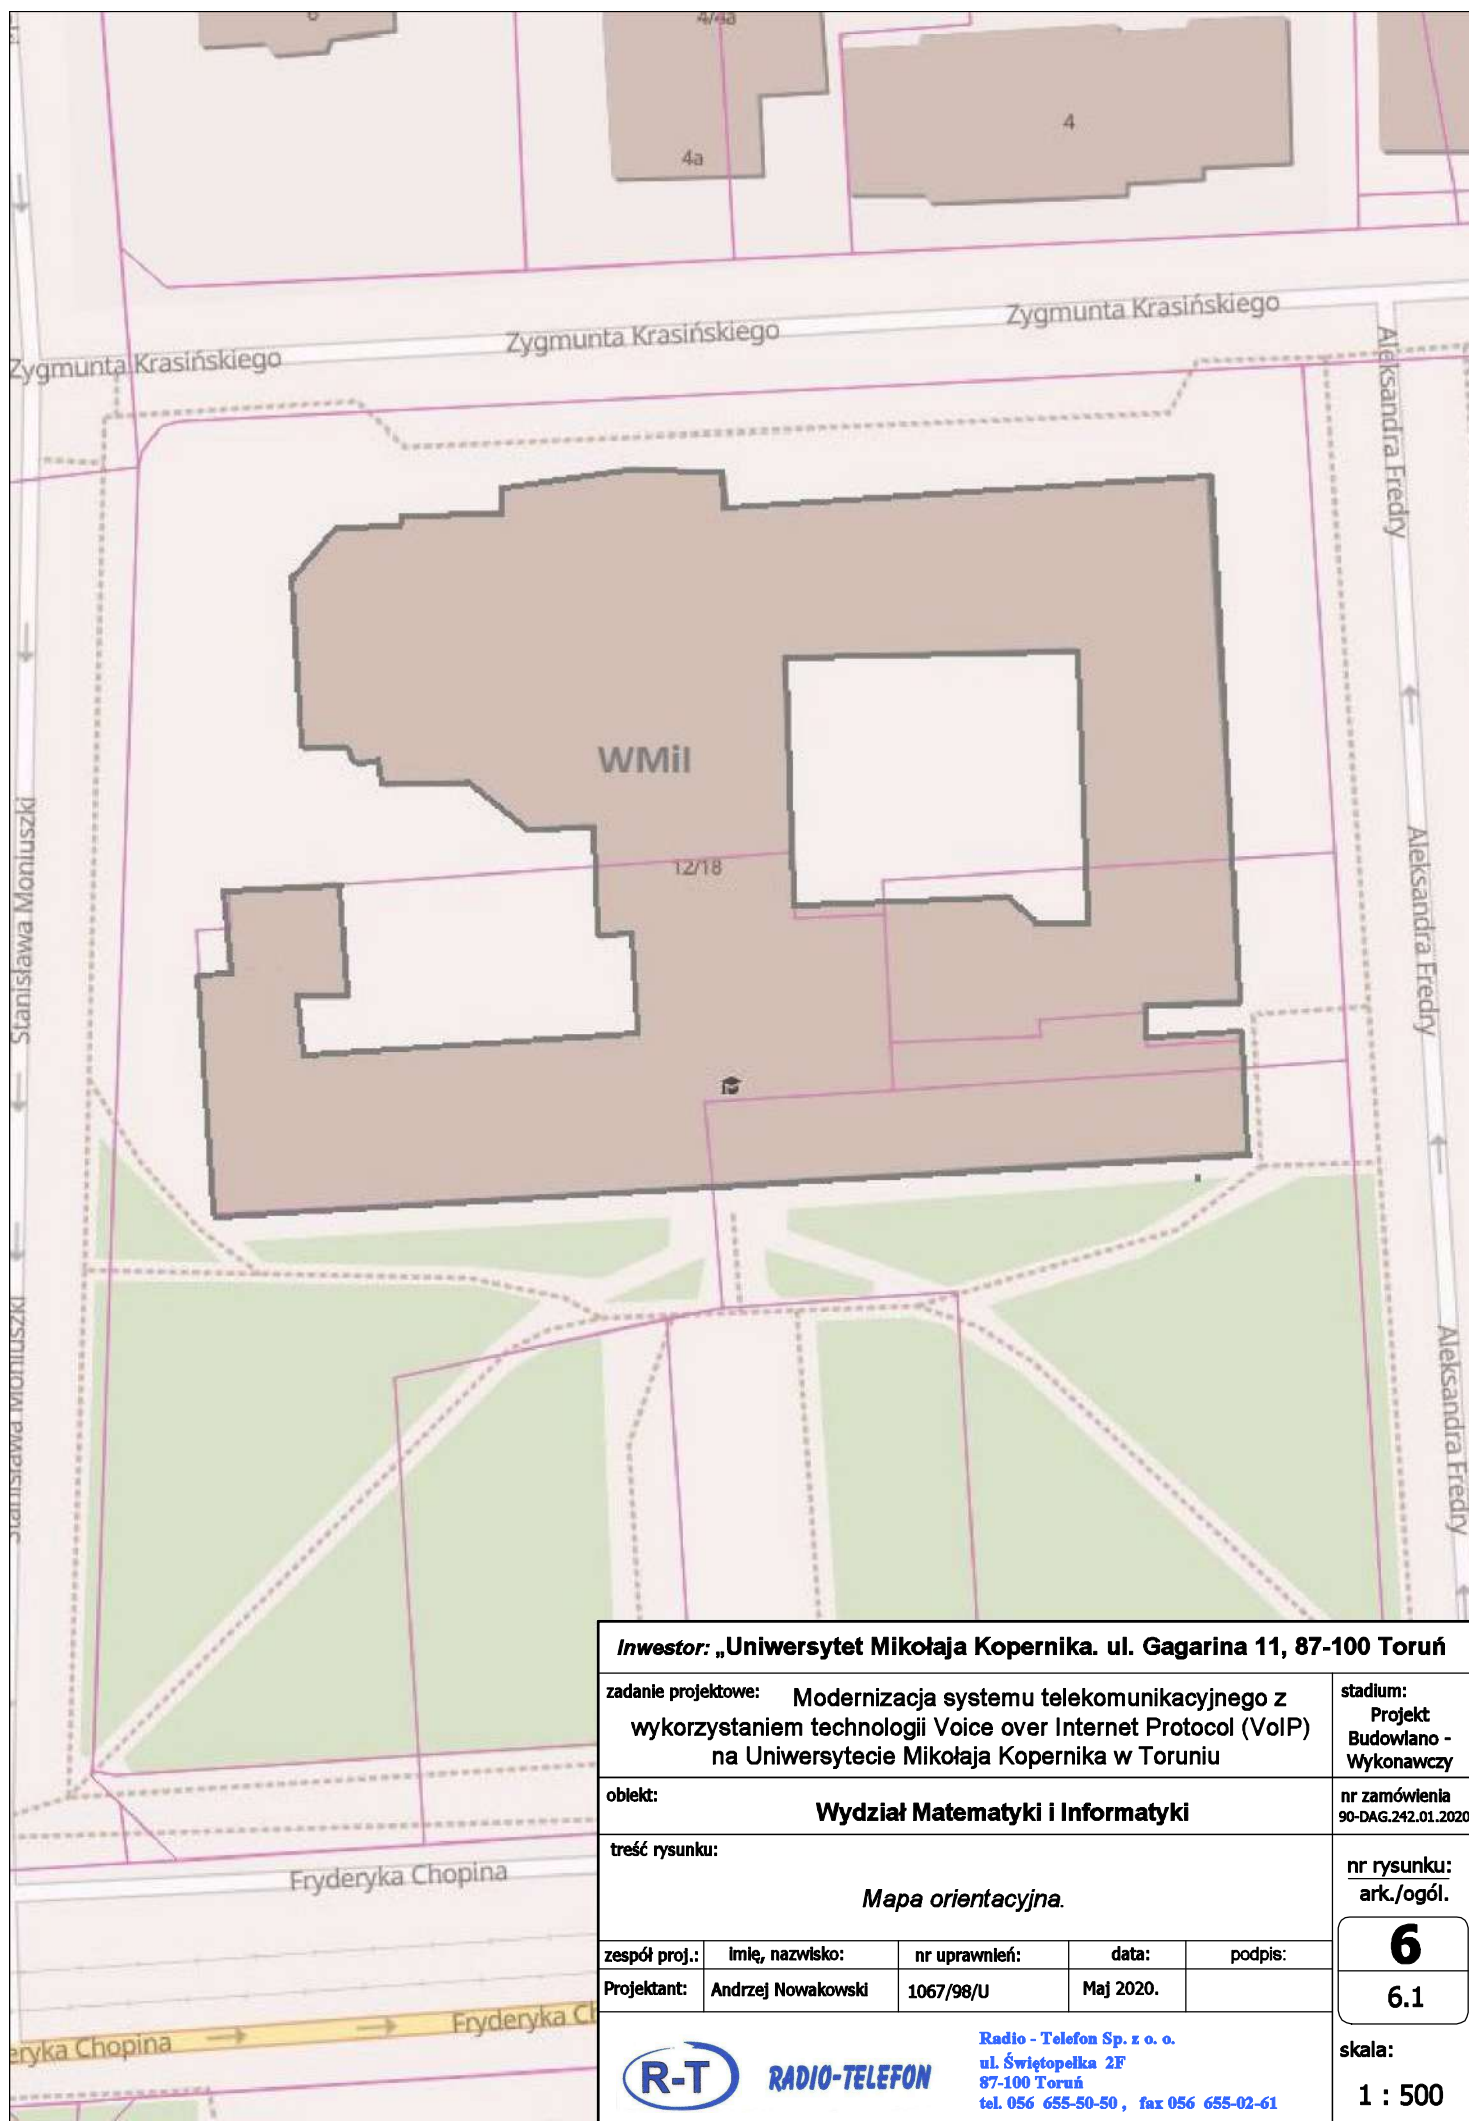 4/4a
4
4a
Zygmunta Krasińskiego
Zygmunta Krasińskiego
Zygmunta Krasińskiego
Aleksandra Fredry
WMiI
12/18
Stanisława Moniuszki
Aleksandra Fredry
Stanisława Moniuszki
Aleksandra Fredry
Inwestor: „Uniwersytet Mikołaja Kopernika. ul. Gagarina 11, 87-100 Toruń
zadanie projektowe: Modernizacja systemu telekomunikacyjnego z
wykorzystaniem technologii Voice over Internet Protocol (VoIP)
na Uniwersytecie Mikołaja Kopernika w Toruniu
stadium:
Projekt
Budowlano -
Wykonawczy
obiekt:
Wydział Matematyki i Informatyki
nr zamówienia
90-DAG.242.01.2020
treść rysunku:
Mapa orientacyjna.
nr rysunku:
ark./ogól.
6
6.1
Fryderyka Chopina
zespół proj.: imię, nazwisko: nr uprawnień: data: podpis:
Projektant: Andrzej Nowakowski 1067/98/U Maj 2020.
Fryderyka Ch
eryka Chopina
R-T RADIO-TELEFON
Radio - Telefon Sp. z o. o.
ul. Świętopełka 2F
87-100 Toruń
tel. 056 655-50-50 , fax 056 655-02-61
skala:
1 : 500